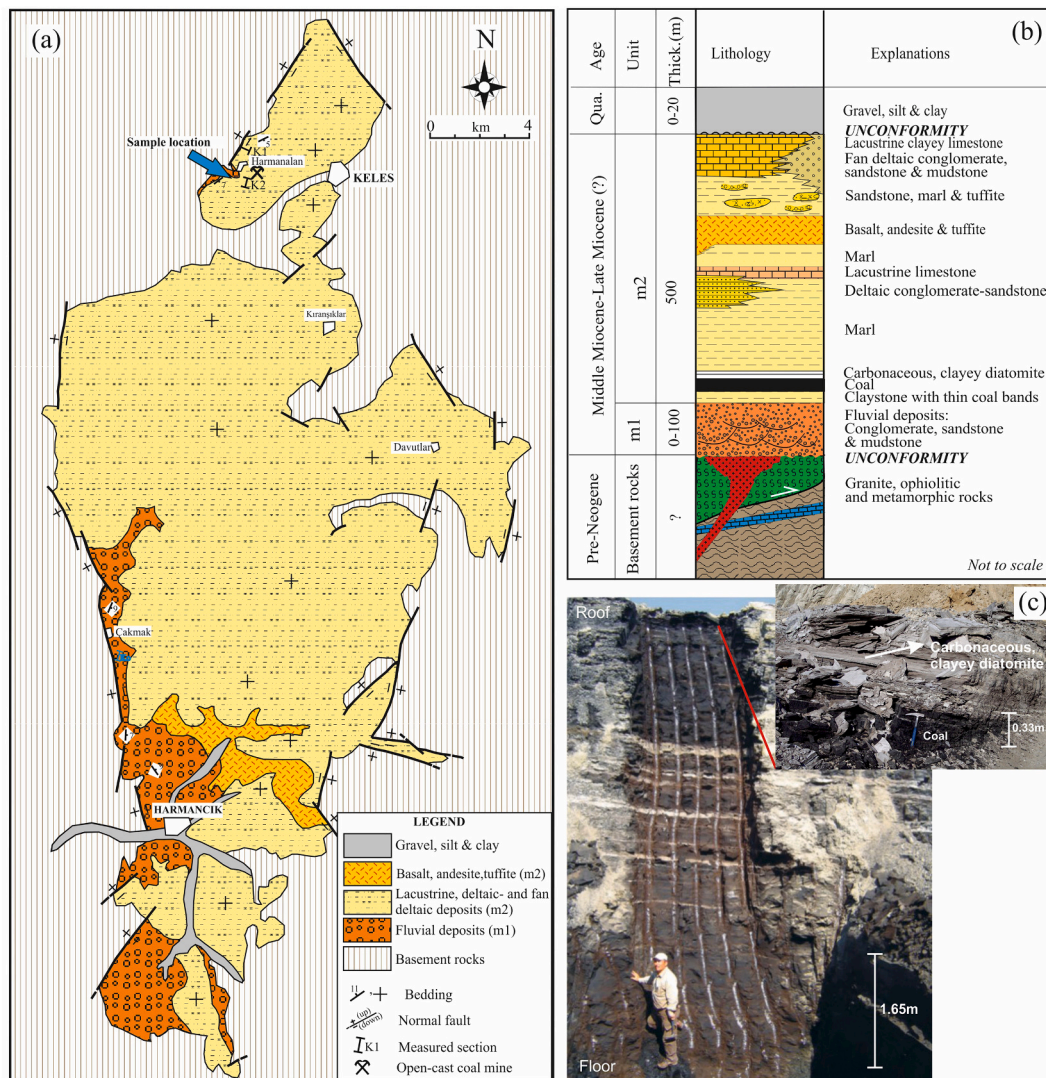 (a)
N
0
4
km
Sample location
5
K1
Harmanalan
7
K2
KELES
Kıranşıklar
Davutlar
9
Çakmak
HARMANCIK
LEGEND
Gravel, silt & clay
Basalt, andesite,tuffite (m2)
Lacustrine, deltaic- and fan
deltaic deposits (m2)
Fluvial deposits (m1)
Basement rocks
11
Bedding
(up)
(down)
Normal fault
K1
Measured section
Open-cast coal mine
(b)
Age
Unit
Thick.(m)
Lithology
Explanations
Qua.
0-20
Gravel, silt & clay
UNCONFORMITY
Middle Miocene-Late Miocene (?)
m2
500
Lacustrine clayey limestone
Fan deltaic conglomerate,
sandstone & mudstone
Sandstone, marl & tuffite
Basalt, andesite & tuffite
Marl
Lacustrine limestone
Deltaic conglomerate-sandstone
Marl
Carbonaceous, clayey diatomite
Coal
Claystone with thin coal bands
m1
0-100
Fluvial deposits:
Conglomerate, sandstone
& mudstone
UNCONFORMITY
Pre-Neogene
Basement rocks
?
Granite, ophiolitic
and metamorphic rocks
Not to scale
(c)
Roof
Carbonaceous,
clayey diatomite
0.33m
Coal
1.65m
Floor